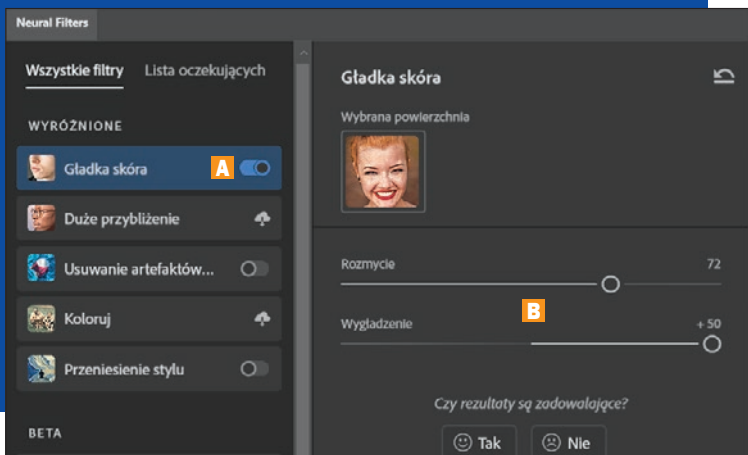 Neural Filters
Wszystkie filtry Lista oczekujących
WYRÓŻNIONE
Gładka skóra A
Duże przybliżenie
Usuwanie artefaktów...
Koloruj
Przeniesienie stylu
BETA
Gładka skóra
Wybrana powierzchnia
Rozmycie 72
B
Wygładzenie +50
Czy rezultaty są zadowalające?
Tak Nie